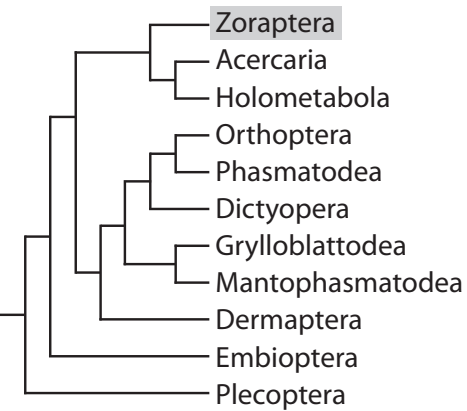 Zoraptera
Acercaria
Holometabola
Orthoptera
Phasmatodea
Dictyopera
Grylloblattodea
Mantophasmatodea
Dermaptera
Embioptera
Plecoptera